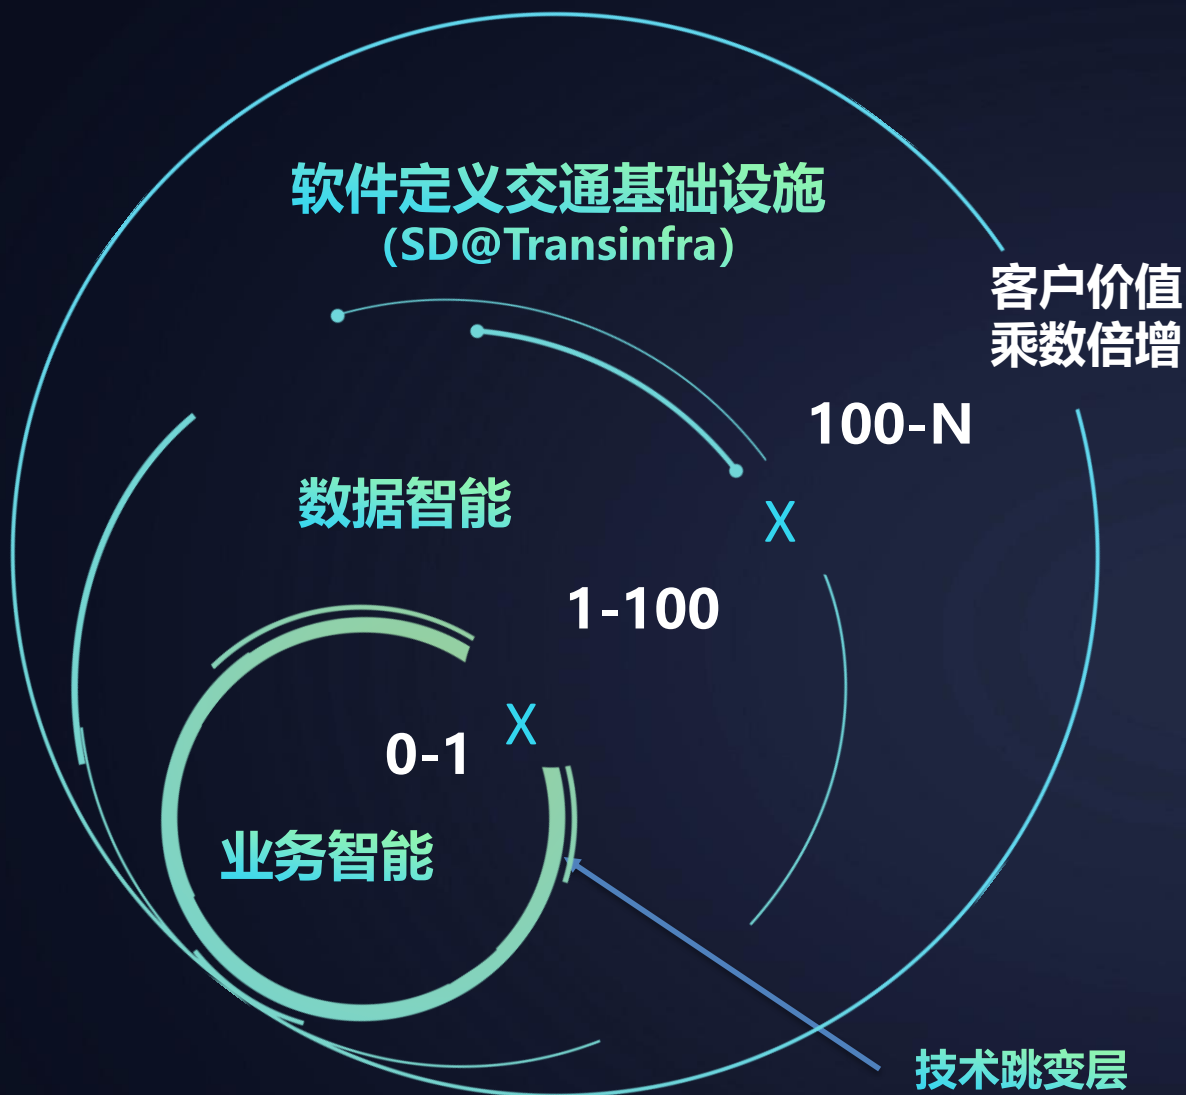 软件定义交通基础设施
（SD@Transinfra）
客户价值
乘数倍增
100-N
X
数据智能
1-100
X
0-1
业务智能
技术跳变层